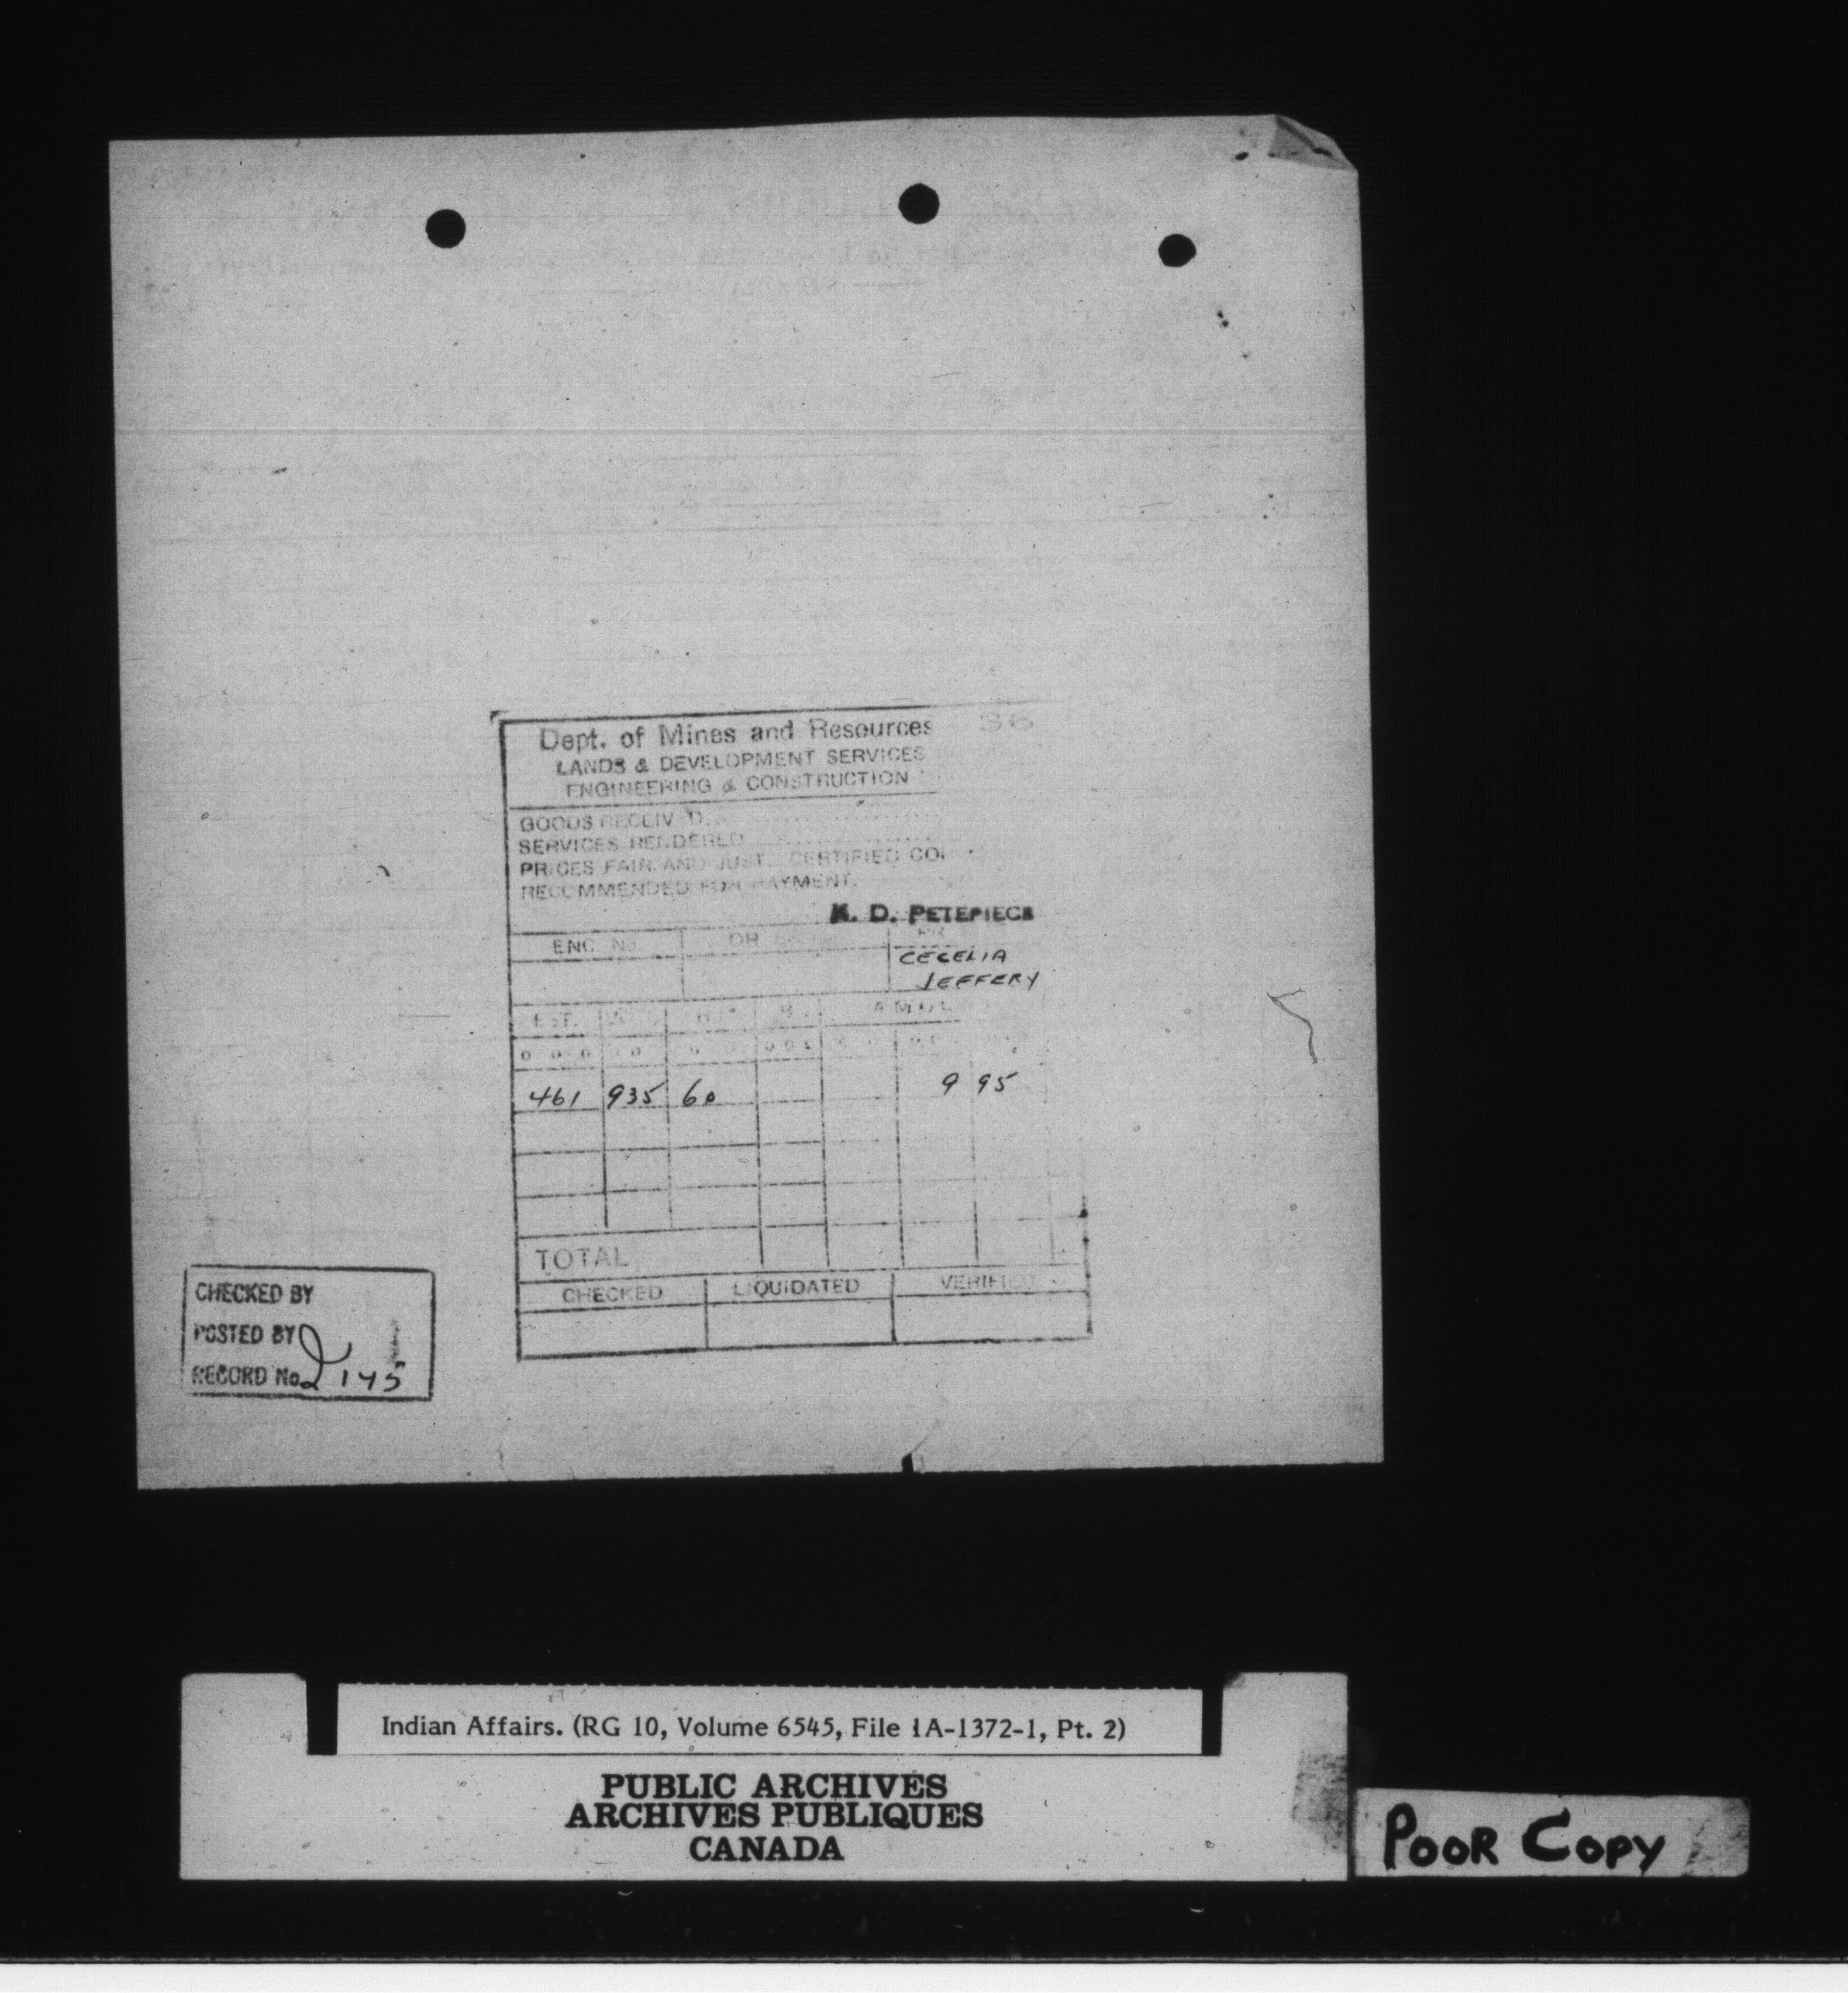 Dept. of Mines and Resources
LANDS & DEVELOPMENT SERVICES
ENGINEERING & CONSTRUCTION
GOODS RECEIVED
SERVICES RENDERED
PRICES FAIR AND JUST. CERTIFIED
RECOMMENDED FOR PAYMENT.
K. D. PETEPIECE
ENC. No.
CECELIA
JEFFERY
EST.
461 935 60 9 95
TOTAL
CHECKED LIQUIDATED VERIFIED
CHECKED BY
POSTED BY
RECORD No. 2145
Indian Affairs. (RG 10, Volume 6545, File 1A-1372-1, Pt. 2)
PUBLIC ARCHIVES
ARCHIVES PUBLIQUES
CANADA
POOR COPY